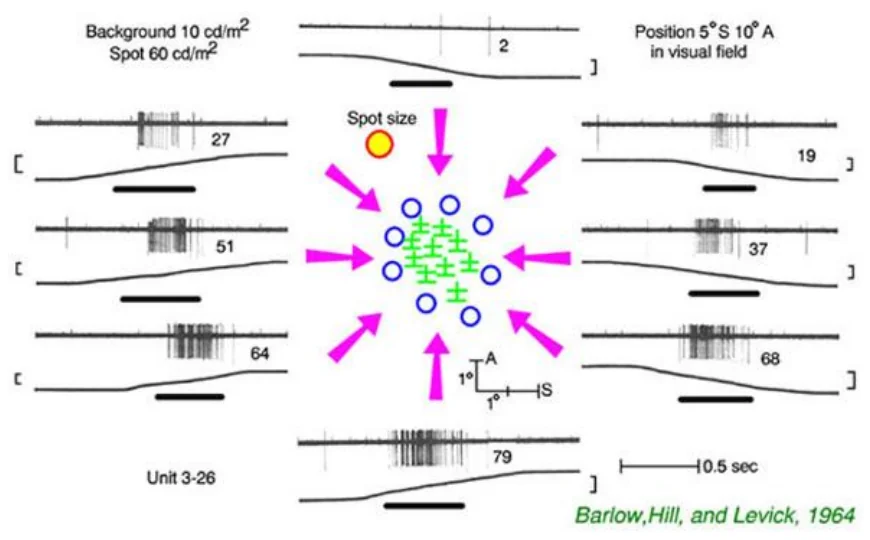 Background 10 cd/m²
Spot 60 cd/m²
2
Position 5°S 10°A
in visual field
27
Spot size
19
51
37
64
68
A
1°
S
1°
79
Unit 3-26
0.5 sec
Barlow,Hill, and Levick, 1964